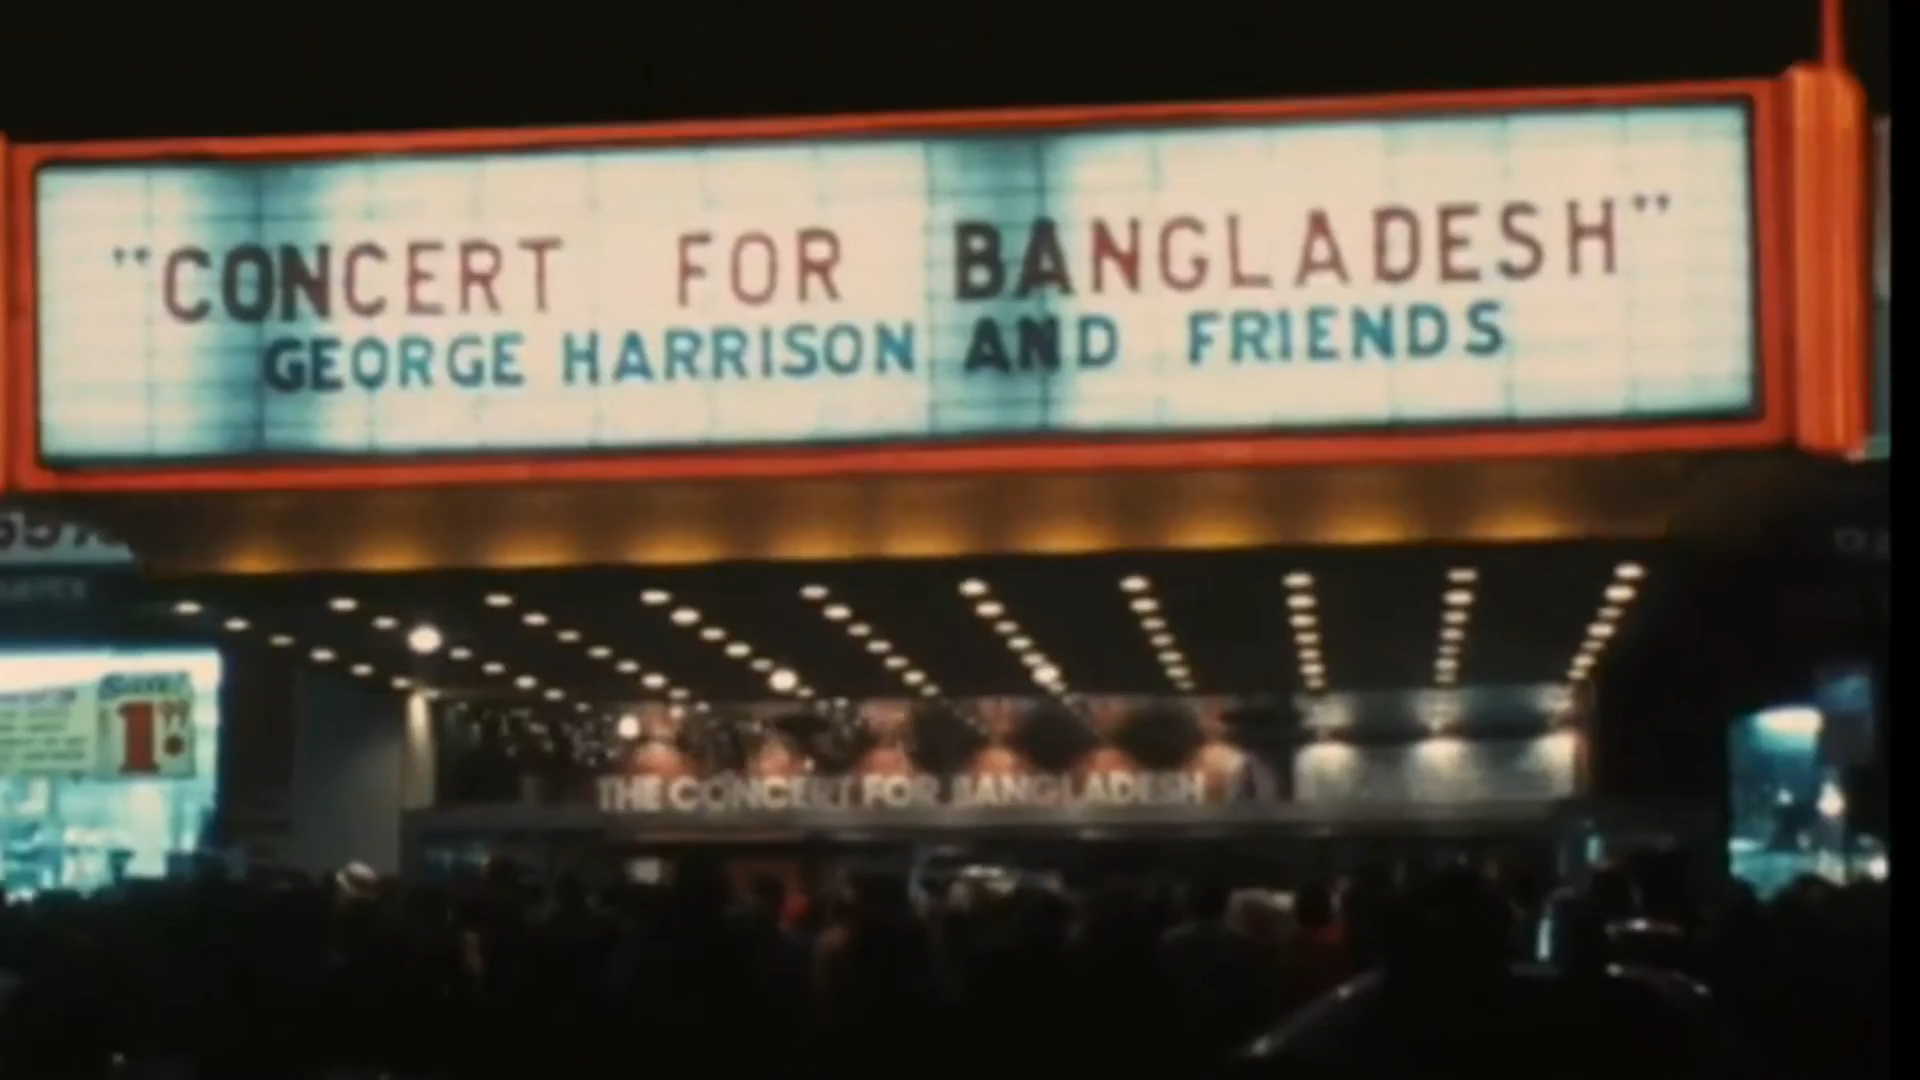 "CONCERT FOR BANGLADESH"
GEORGE HARRISON AND FRIENDS
THE CONCERT FOR BANGLADESH